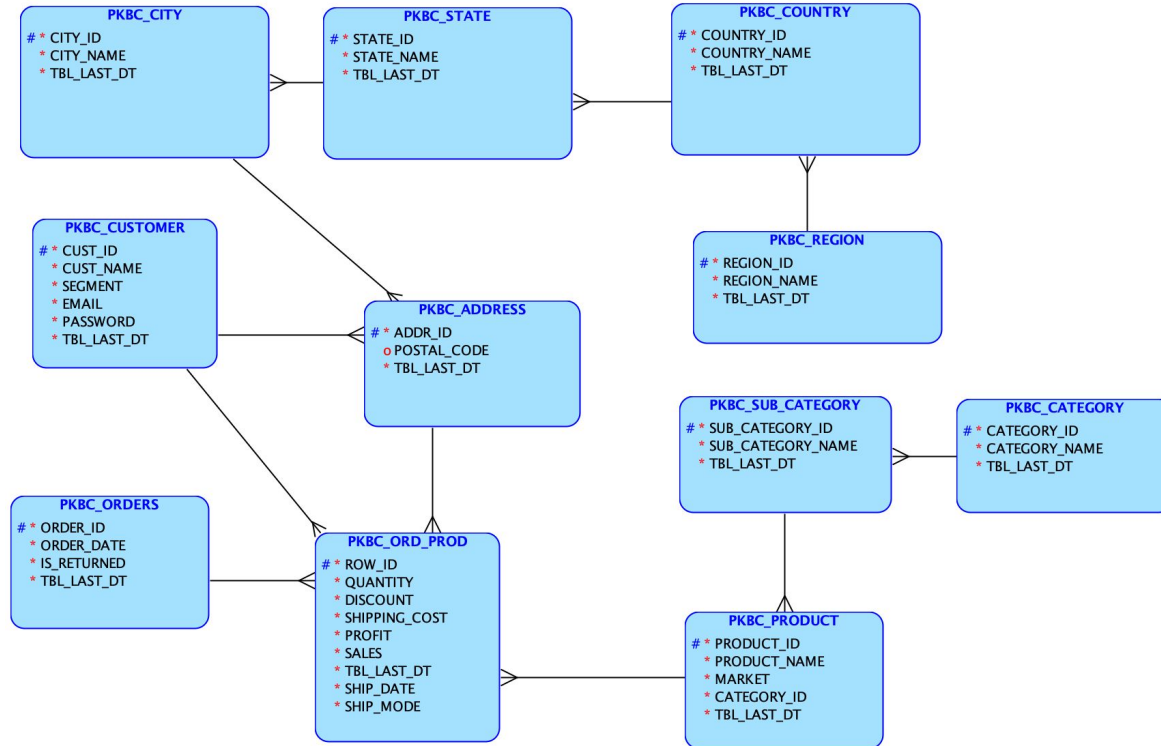 PKBC_CITY
# * CITY_ID
* CITY_NAME
* TBL_LAST_DT
PKBC_STATE
# * STATE_ID
* STATE_NAME
* TBL_LAST_DT
PKBC_COUNTRY
# * COUNTRY_ID
* COUNTRY_NAME
* TBL_LAST_DT
PKBC_CUSTOMER
# * CUST_ID
* CUST_NAME
* SEGMENT
* EMAIL
* PASSWORD
* TBL_LAST_DT
PKBC_REGION
# * REGION_ID
* REGION_NAME
* TBL_LAST_DT
PKBC_ADDRESS
# * ADDR_ID
o POSTAL_CODE
* TBL_LAST_DT
PKBC_SUB_CATEGORY
# * SUB_CATEGORY_ID
* SUB_CATEGORY_NAME
* TBL_LAST_DT
PKBC_CATEGORY
# * CATEGORY_ID
* CATEGORY_NAME
* TBL_LAST_DT
PKBC_ORDERS
# * ORDER_ID
* ORDER_DATE
* IS_RETURNED
* TBL_LAST_DT
PKBC_ORD_PROD
# * ROW_ID
* QUANTITY
* DISCOUNT
* SHIPPING_COST
* PROFIT
* SALES
* TBL_LAST_DT
* SHIP_DATE
* SHIP_MODE
PKBC_PRODUCT
# * PRODUCT_ID
* PRODUCT_NAME
* MARKET
* CATEGORY_ID
* TBL_LAST_DT